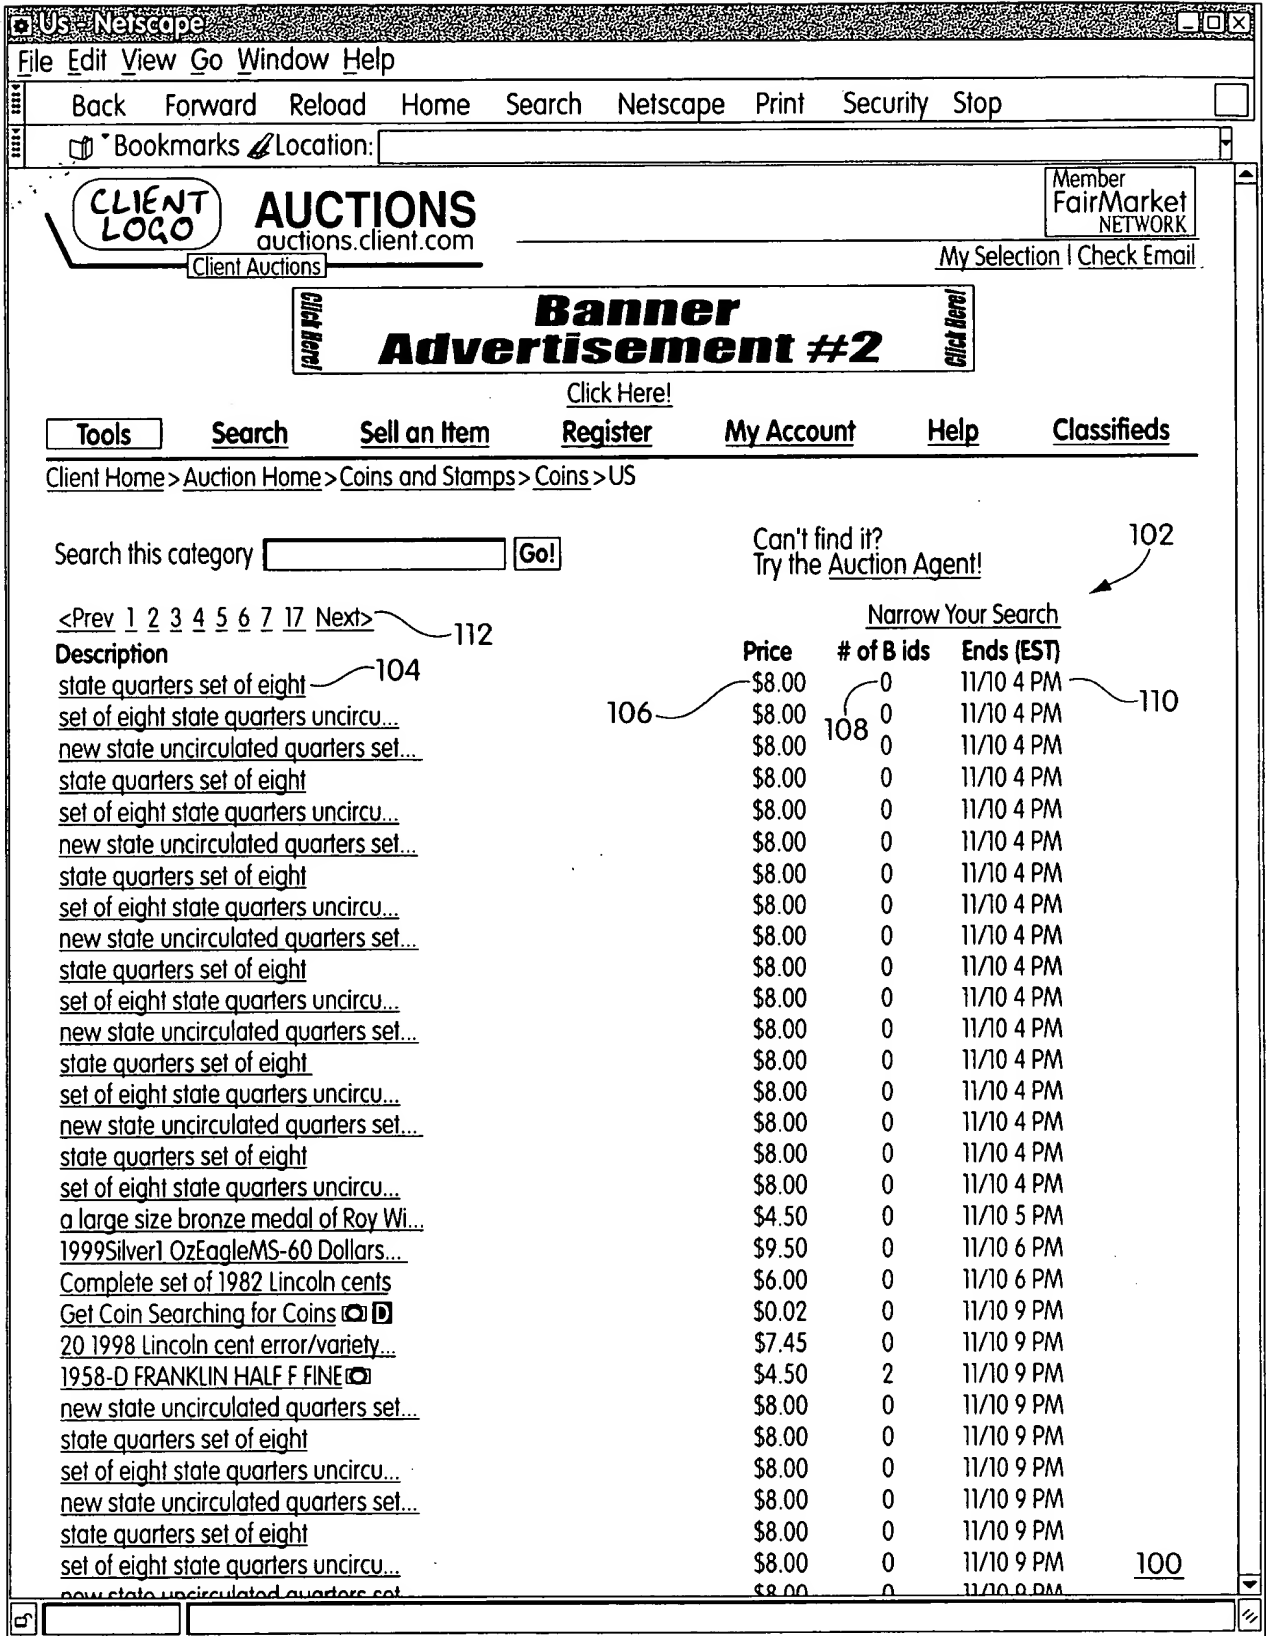 Us - Netscape
File Edit View Go Window Help
Back Forward Reload Home Search Netscape Print Security Stop
Bookmarks Location:
CLIENT LOGO
AUCTIONS
auctions.client.com
Client Auctions
Member
FairMarket
NETWORK
My Selection | Check Email
Click Here!
Banner
Advertisement #2
Click Here!
Click Here!
Tools Search Sell an Item Register My Account Help Classifieds
Client Home>Auction Home>Coins and Stamps>Coins>US
Search this category Go!
Can't find it?
Try the Auction Agent!
102
<Prev 1 2 3 4 5 6 7 17 Next>
112
Narrow Your Search
Description Price # of B ids Ends (EST)
104
106
108
110
state quarters set of eight $8.00 0 11/10 4 PM
set of eight state quarters uncircu... $8.00 0 11/10 4 PM
new state uncirculated quarters set... $8.00 0 11/10 4 PM
state quarters set of eight $8.00 0 11/10 4 PM
set of eight state quarters uncircu... $8.00 0 11/10 4 PM
new state uncirculated quarters set... $8.00 0 11/10 4 PM
state quarters set of eight $8.00 0 11/10 4 PM
set of eight state quarters uncircu... $8.00 0 11/10 4 PM
new state uncirculated quarters set... $8.00 0 11/10 4 PM
state quarters set of eight $8.00 0 11/10 4 PM
set of eight state quarters uncircu... $8.00 0 11/10 4 PM
new state uncirculated quarters set... $8.00 0 11/10 4 PM
state quarters set of eight $8.00 0 11/10 4 PM
set of eight state quarters uncircu... $8.00 0 11/10 4 PM
new state uncirculated quarters set... $8.00 0 11/10 4 PM
state quarters set of eight $8.00 0 11/10 4 PM
set of eight state quarters uncircu... $8.00 0 11/10 4 PM
a large size bronze medal of Roy Wi... $4.50 0 11/10 5 PM
1999Silver1 OzEagleMS-60 Dollars... $9.50 0 11/10 6 PM
Complete set of 1982 Lincoln cents $6.00 0 11/10 6 PM
Get Coin Searching for Coins D $0.02 0 11/10 9 PM
20 1998 Lincoln cent error/variety... $7.45 0 11/10 9 PM
1958-D FRANKLIN HALF F FINE $4.50 2 11/10 9 PM
new state uncirculated quarters set... $8.00 0 11/10 9 PM
state quarters set of eight $8.00 0 11/10 9 PM
set of eight state quarters uncircu... $8.00 0 11/10 9 PM
new state uncirculated quarters set... $8.00 0 11/10 9 PM
state quarters set of eight $8.00 0 11/10 9 PM
set of eight state quarters uncircu... $8.00 0 11/10 9 PM
new state uncirculated quarters set $8.00 0 11/10 9 PM
100